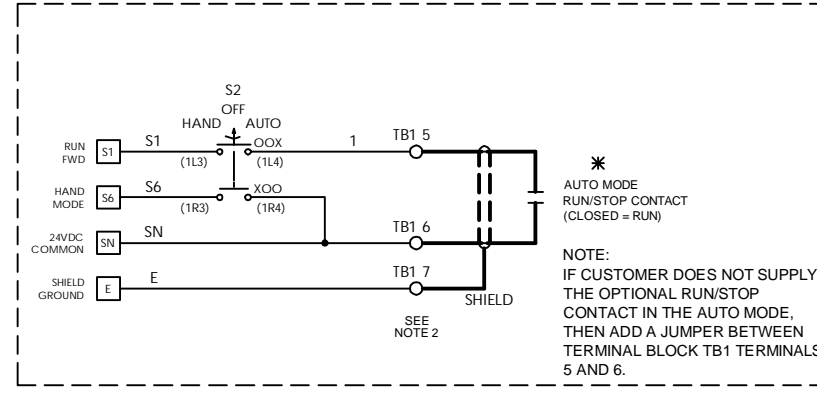 S2
OFF
HAND AUTO
RUN FWD S1 S1 OOX 1 TB1 5
(1L3) (1L4)
HAND MODE S6 S6 XOO
(1R3) (1R4)
24VDC COMMON SN SN TB1 6
SHIELD GROUND E E TB1 7
SHIELD
SEE
NOTE 2
AUTO MODE
RUN/STOP CONTACT
(CLOSED = RUN)
NOTE:
IF CUSTOMER DOES NOT SUPPLY
THE OPTIONAL RUN/STOP
CONTACT IN THE AUTO MODE,
THEN ADD A JUMPER BETWEEN
TERMINAL BLOCK TB1 TERMINALS
5 AND 6.